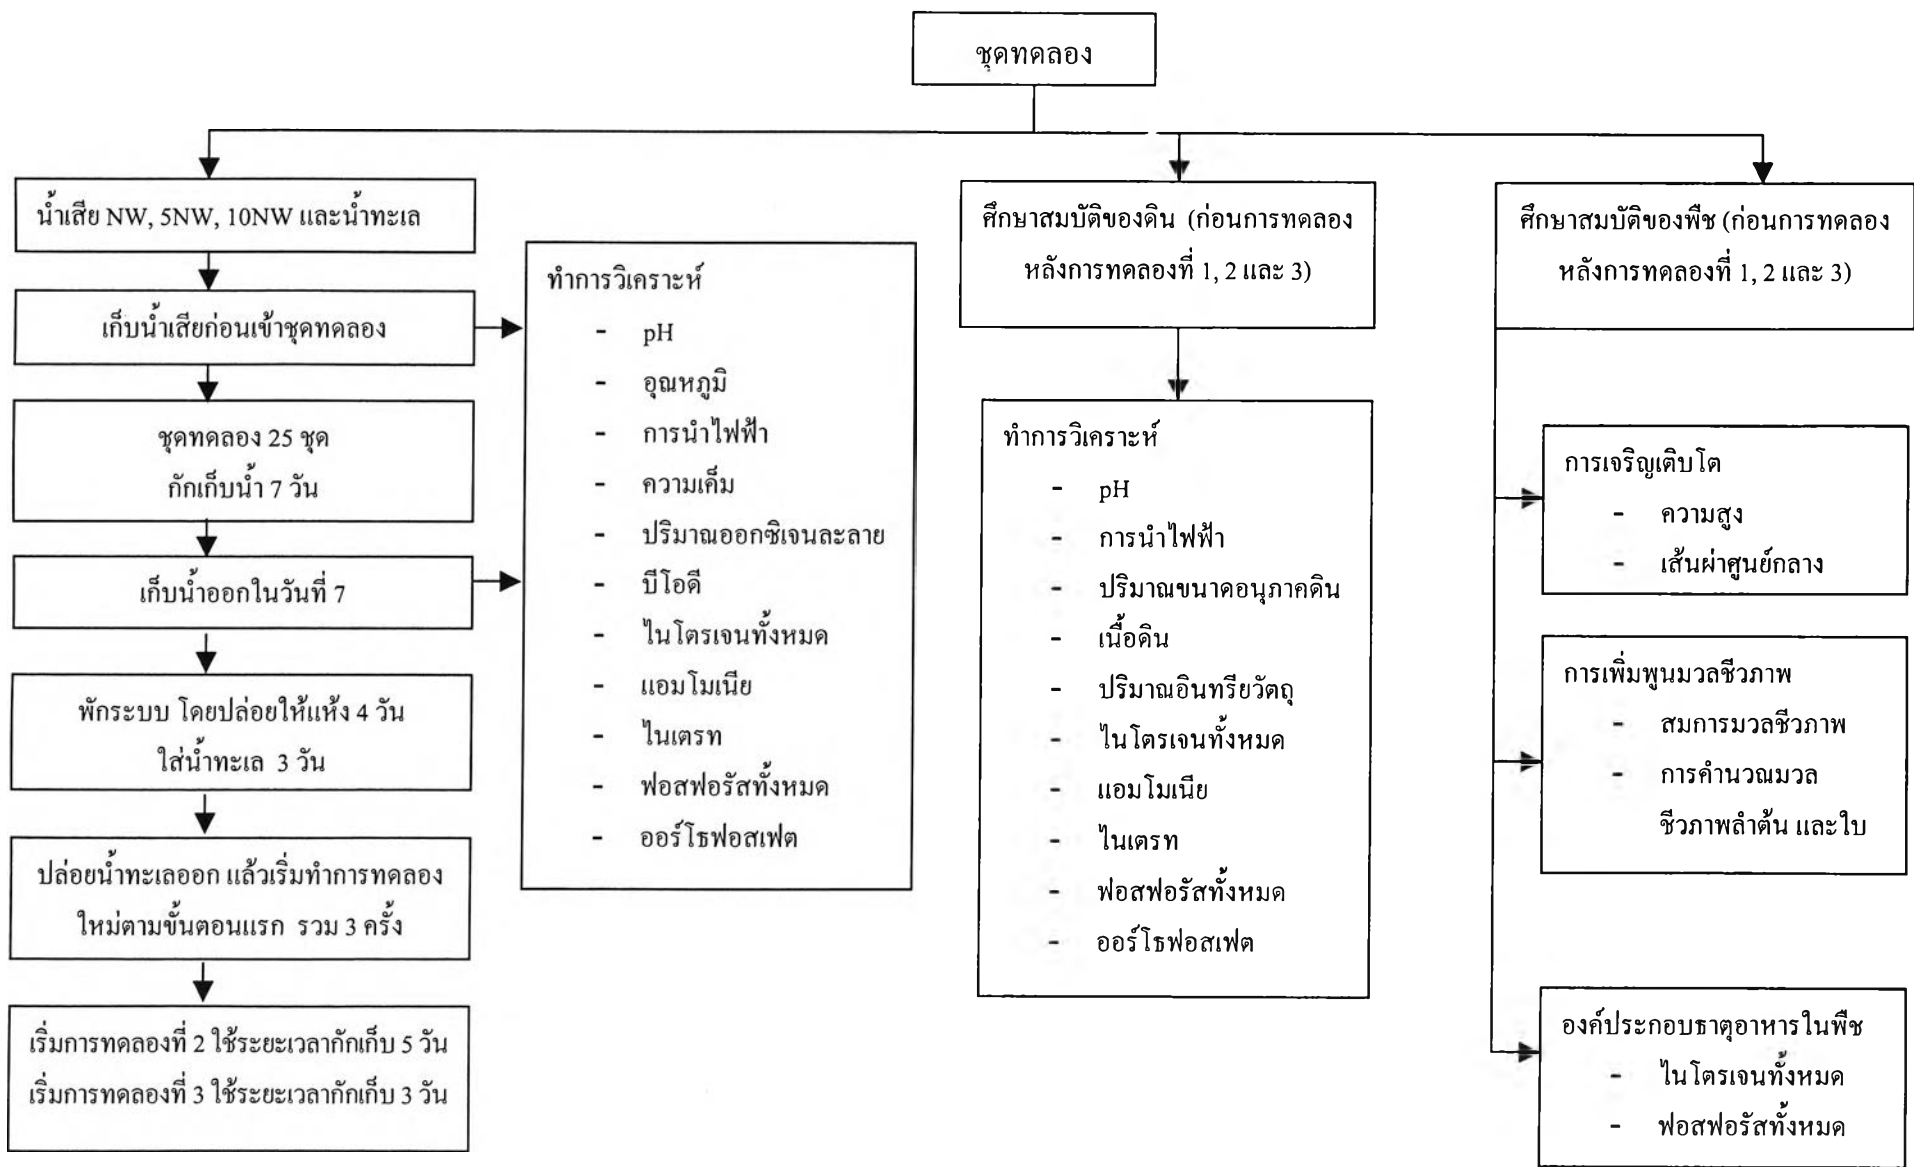 ชุดทดลอง
น้ำเสีย NW, 5NW, 10NW และน้ำทะเล
เก็บน้ำเสียก่อนเข้าชุดทดลอง
ชุดทดลอง 25 ชุด
กักเก็บน้ำ 7 วัน
เก็บน้ำออกในวันที่ 7
พักระบบ โดยปล่อยให้แห้ง 4 วัน
ใส่น้ำทะเล 3 วัน
ปล่อยน้ำทะเลออก แล้วเริ่มทำการทดลอง
ใหม่ตามขั้นตอนแรก รวม 3 ครั้ง
เริ่มการทดลองที่ 2 ใช้ระยะเวลากักเก็บ 5 วัน
เริ่มการทดลองที่ 3 ใช้ระยะเวลากักเก็บ 3 วัน
ทำการวิเคราะห์
- pH
- อุณหภูมิ
- การนำไฟฟ้า
- ความเค็ม
- ปริมาณออกซิเจนละลาย
- บีโอดี
- ไนโตรเจนทั้งหมด
- แอมโมเนีย
- ไนเตรท
- ฟอสฟอรัสทั้งหมด
- ออร์โธฟอสเฟต
ศึกษาสมบัติของดิน (ก่อนการทดลอง
หลังการทดลองที่ 1, 2 และ 3)
ทำการวิเคราะห์
- pH
- การนำไฟฟ้า
- ปริมาณขนาดอนุภาคดิน
- เนื้อดิน
- ปริมาณอินทรียวัตถุ
- ไนโตรเจนทั้งหมด
- แอมโมเนีย
- ไนเตรท
- ฟอสฟอรัสทั้งหมด
- ออร์โธฟอสเฟต
ศึกษาสมบัติของพืช (ก่อนการทดลอง
หลังการทดลองที่ 1, 2 และ 3)
การเจริญเติบโต
- ความสูง
- เส้นผ่าศูนย์กลาง
การเพิ่มพูนมวลชีวภาพ
- สมการมวลชีวภาพ
- การคำนวณมวล
ชีวภาพลำต้น และใบ
องค์ประกอบธาตุอาหารในพืช
- ไนโตรเจนทั้งหมด
- ฟอสฟอรัสทั้งหมด